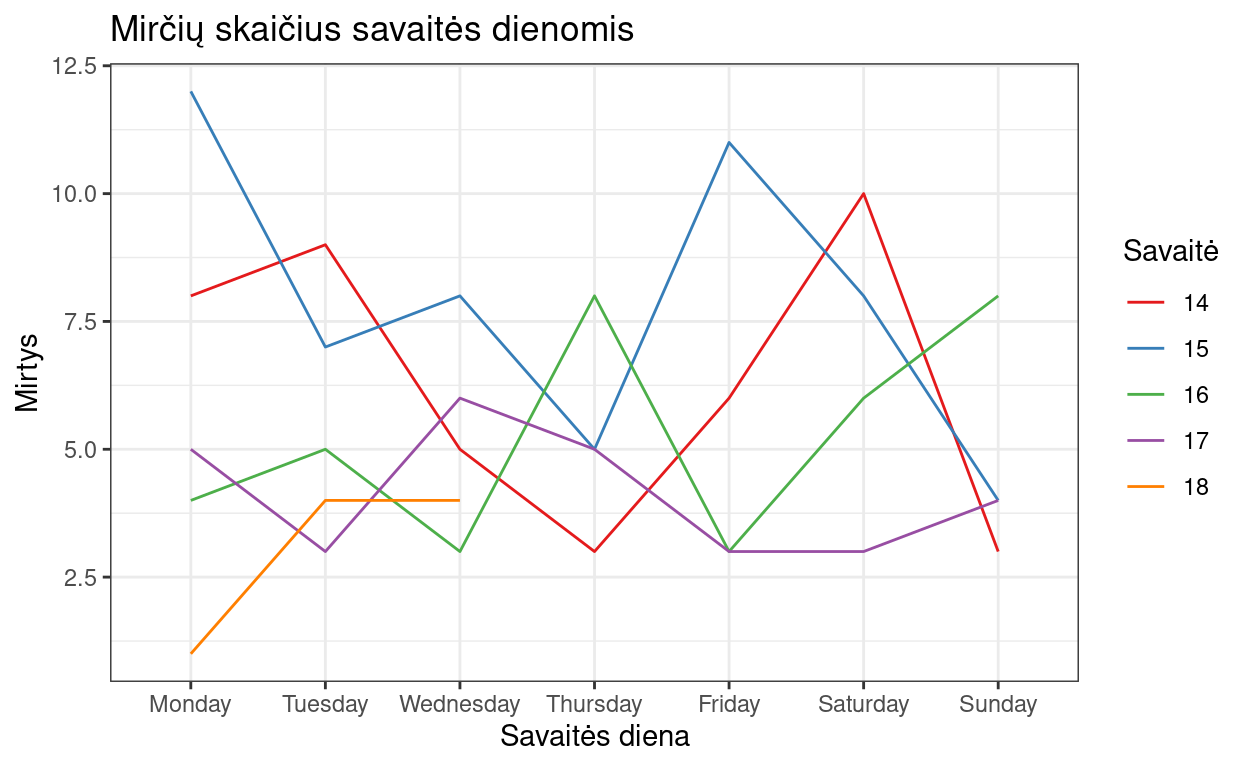 Mirčių skaičius savaitės dienomis
12.5
10.0
7.5
5.0
2.5
Mirtys
Monday Tuesday Wednesday Thursday Friday Saturday Sunday
Savaitės diena
Savaitė
14
15
16
17
18